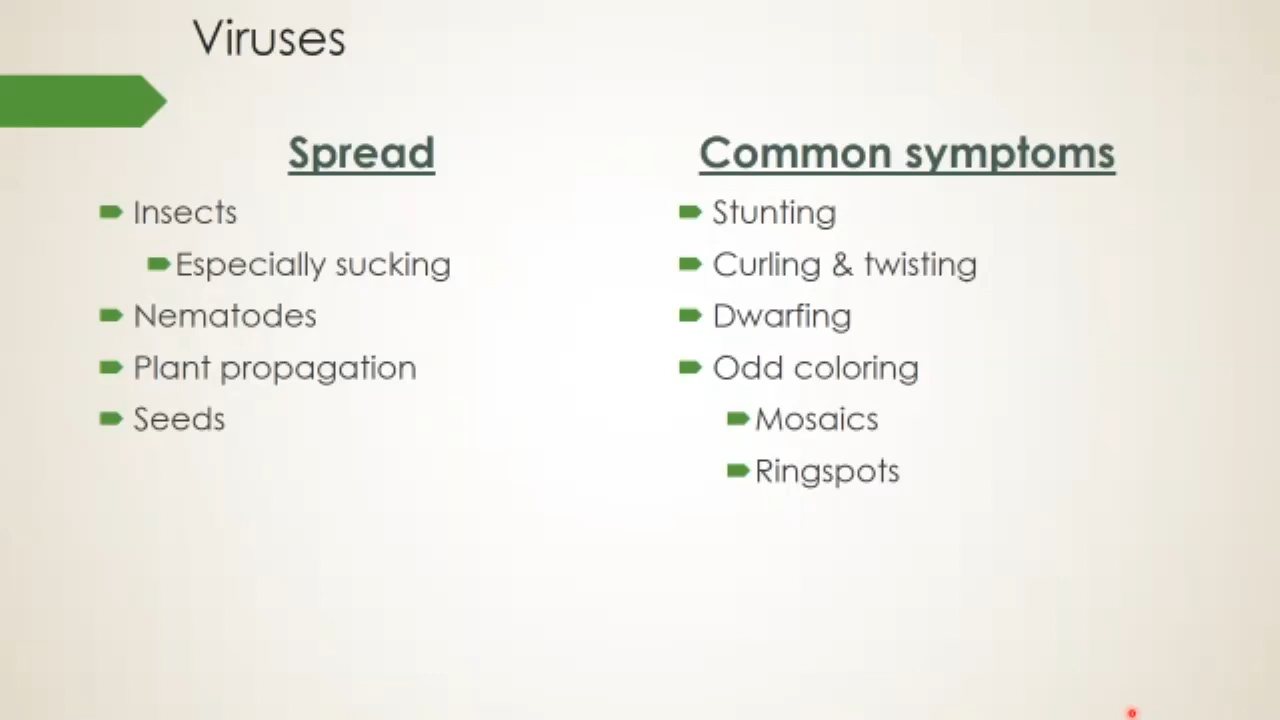 Viruses
Spread
Insects
Especially sucking
Nematodes
Plant propagation
Seeds
Common symptoms
Stunting
Curling & twisting
Dwarfing
Odd coloring
Mosaics
Ringspots